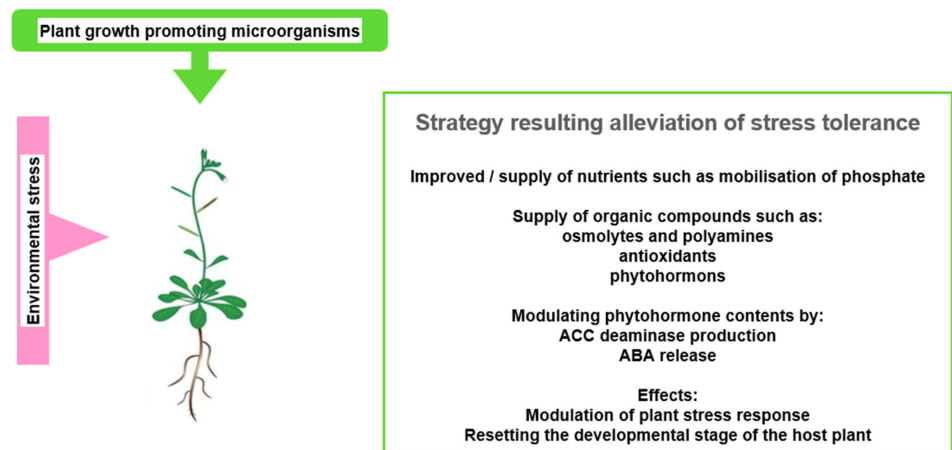 Plant growth promoting microorganisms
Environmental stress
Strategy resulting alleviation of stress tolerance
Improved / supply of nutrients such as mobilisation of phosphate
Supply of organic compounds such as:
osmolytes and polyamines
antioxidants
phytohormons
Modulating phytohormone contents by:
ACC deaminase production
ABA release
Effects:
Modulation of plant stress response
Resetting the developmental stage of the host plant